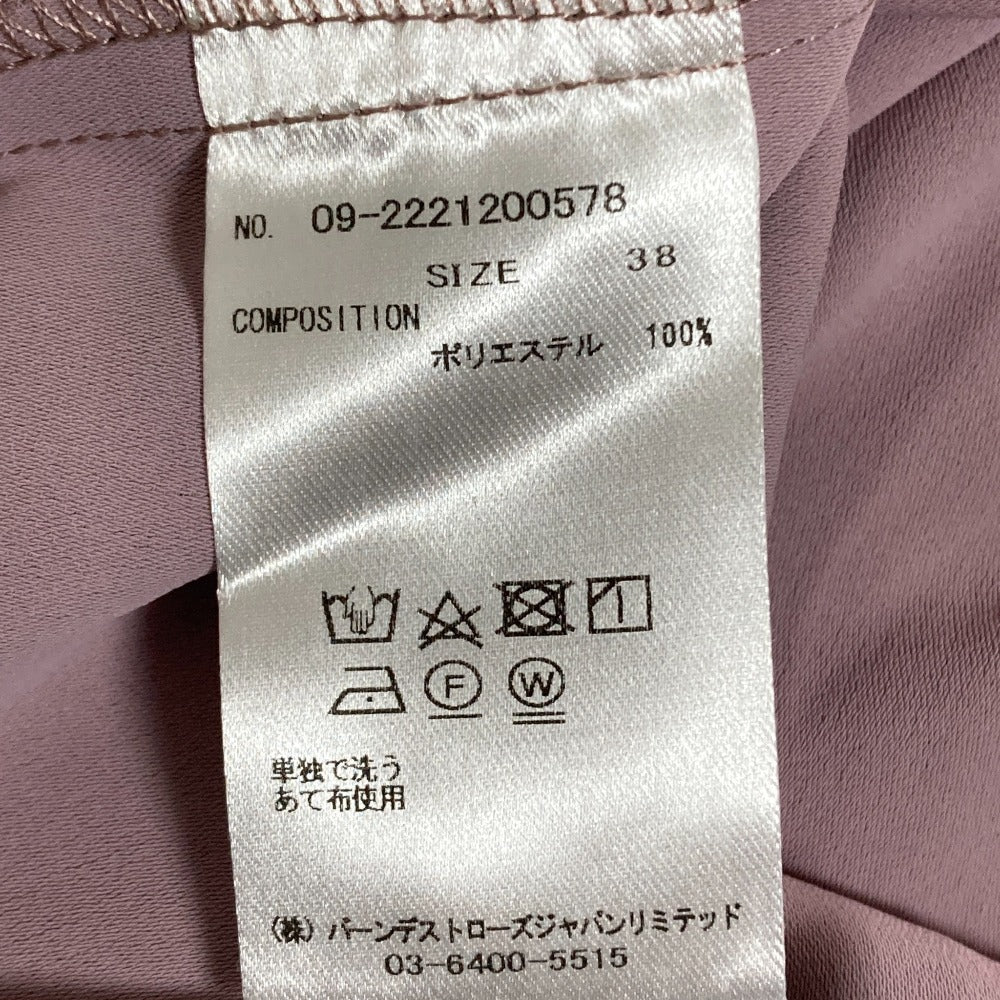 NO. 09-2221200578
SIZE 38
COMPOSITION
ポリエステル 100%
F W
単独で洗う
あて布使用
(株) バーンデストローズジャパンリミテッド
03-6400-5515